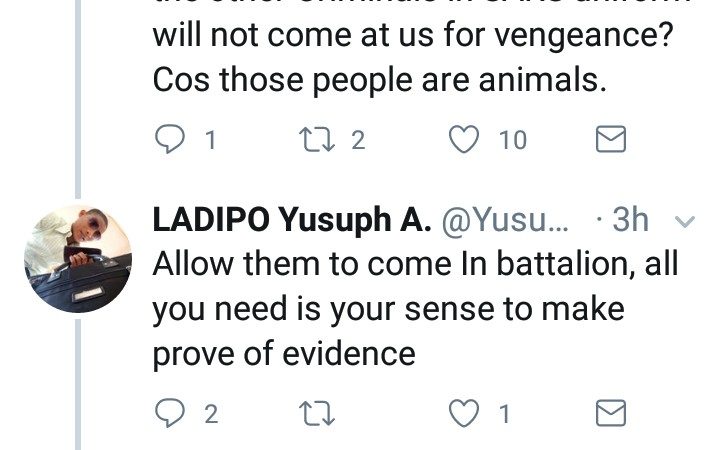 will not come at us for vengeance?
Cos those people are animals.
1 2 10
LADIPO Yusuph A. @Yusu... · 3h
Allow them to come In battalion, all
you need is your sense to make
prove of evidence
2 1